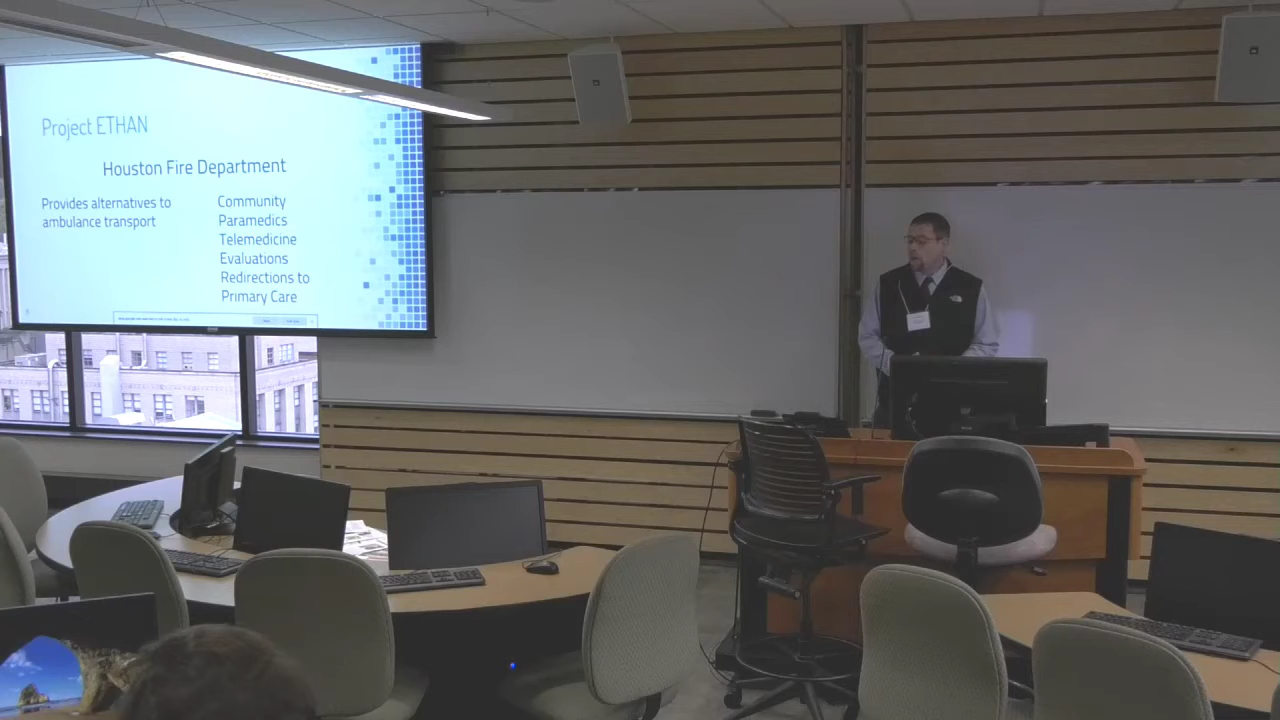 Project ETHAN
Houston Fire Department
Provides alternatives to
ambulance transport
Community
Paramedics
Telemedicine
Evaluations
Redirections to
Primary Care